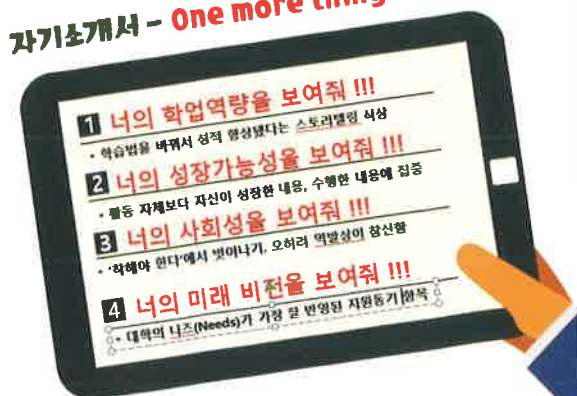 자기소개서 – One more thing
1 너의 학업역량을 보여줘 !!!
• 학습법을 바꿔서 성적 향상됐다는 스토리텔링 식상
2 너의 성장가능성을 보여줘 !!!
• 활동 자체보다 자신이 성장한 내용, 수행한 내용에 집중
3 너의 사회성을 보여줘 !!!
• '착해야 한다'에서 벗어나기, 오히려 역발상이 참신함
4 너의 미래 비전을 보여줘 !!!
• 대학의 니즈(Needs)가 가장 잘 반영된 지원동기 항목